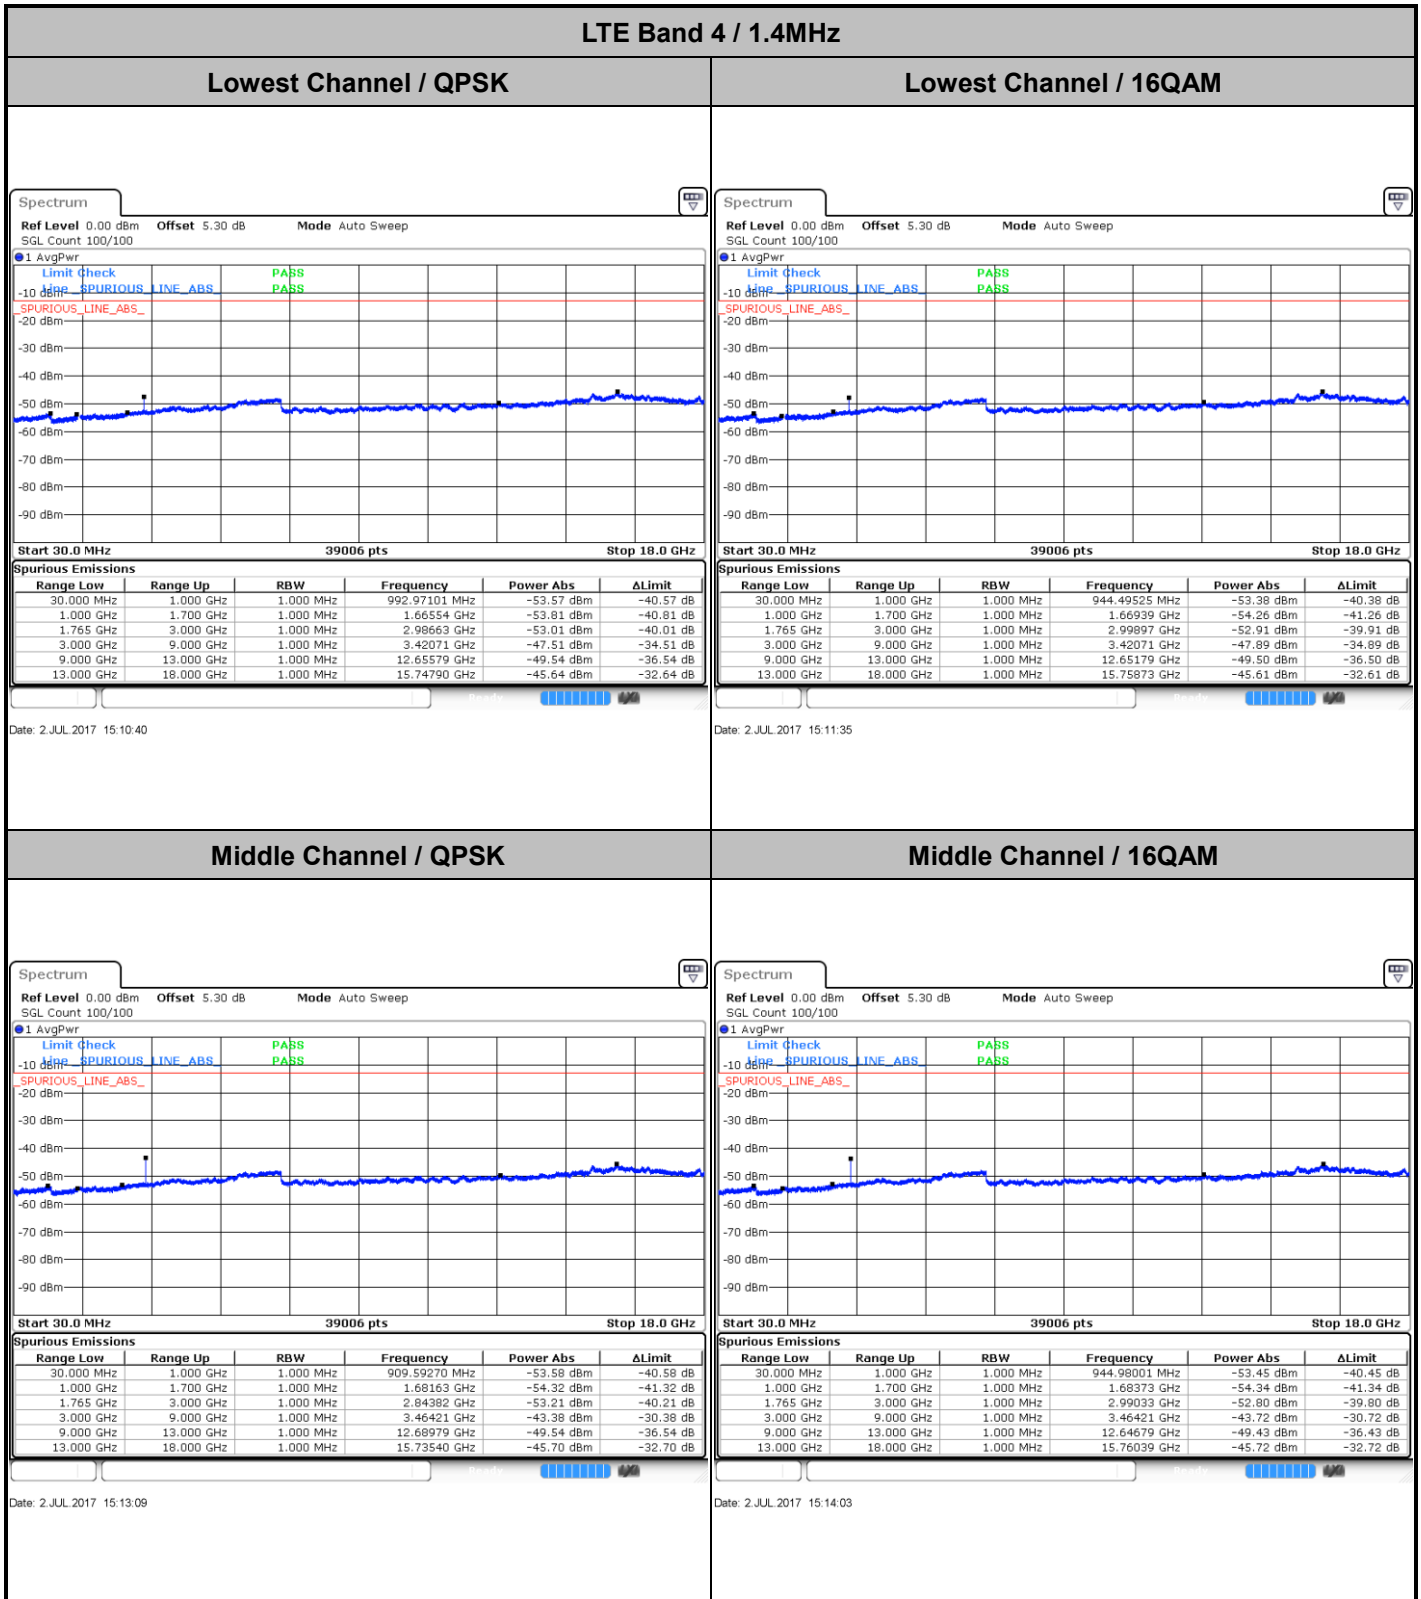 LTE Band 4 / 1.4MHz
Lowest Channel / QPSK
Lowest Channel / 16QAM
Spectrum
Ref Level 0.00 dBm Offset 5.30 dB Mode Auto Sweep
SGL Count 100/100
1 AvgPwr
Limit Check PASS
Line _SPURIOUS_LINE_ABS_ PASS
-10 dBm
_SPURIOUS_LINE_ABS_
-20 dBm
-30 dBm
-40 dBm
-50 dBm
-60 dBm
-70 dBm
-80 dBm
-90 dBm
Start 30.0 MHz 39006 pts Stop 18.0 GHz
Spurious Emissions
Range Low Range Up RBW Frequency Power Abs ΔLimit
30.000 MHz 1.000 GHz 1.000 MHz 992.97101 MHz -53.57 dBm -40.57 dB
1.000 GHz 1.700 GHz 1.000 MHz 1.66554 GHz -53.81 dBm -40.81 dB
1.765 GHz 3.000 GHz 1.000 MHz 2.98663 GHz -53.01 dBm -40.01 dB
3.000 GHz 9.000 GHz 1.000 MHz 3.42071 GHz -47.51 dBm -34.51 dB
9.000 GHz 13.000 GHz 1.000 MHz 12.65579 GHz -49.54 dBm -36.54 dB
13.000 GHz 18.000 GHz 1.000 MHz 15.74790 GHz -45.64 dBm -32.64 dB
Date: 2.JUL.2017 15:10:40
Spectrum
Ref Level 0.00 dBm Offset 5.30 dB Mode Auto Sweep
SGL Count 100/100
1 AvgPwr
Limit Check PASS
Line _SPURIOUS_LINE_ABS_ PASS
-10 dBm
_SPURIOUS_LINE_ABS_
-20 dBm
-30 dBm
-40 dBm
-50 dBm
-60 dBm
-70 dBm
-80 dBm
-90 dBm
Start 30.0 MHz 39006 pts Stop 18.0 GHz
Spurious Emissions
Range Low Range Up RBW Frequency Power Abs ΔLimit
30.000 MHz 1.000 GHz 1.000 MHz 944.49525 MHz -53.38 dBm -40.38 dB
1.000 GHz 1.700 GHz 1.000 MHz 1.66939 GHz -54.26 dBm -41.26 dB
1.765 GHz 3.000 GHz 1.000 MHz 2.99897 GHz -52.91 dBm -39.91 dB
3.000 GHz 9.000 GHz 1.000 MHz 3.42071 GHz -47.89 dBm -34.89 dB
9.000 GHz 13.000 GHz 1.000 MHz 12.65179 GHz -49.50 dBm -36.50 dB
13.000 GHz 18.000 GHz 1.000 MHz 15.75873 GHz -45.61 dBm -32.61 dB
Date: 2.JUL.2017 15:11:35
Middle Channel / QPSK
Middle Channel / 16QAM
Spectrum
Ref Level 0.00 dBm Offset 5.30 dB Mode Auto Sweep
SGL Count 100/100
1 AvgPwr
Limit Check PASS
Line _SPURIOUS_LINE_ABS_ PASS
-10 dBm
_SPURIOUS_LINE_ABS_
-20 dBm
-30 dBm
-40 dBm
-50 dBm
-60 dBm
-70 dBm
-80 dBm
-90 dBm
Start 30.0 MHz 39006 pts Stop 18.0 GHz
Spurious Emissions
Range Low Range Up RBW Frequency Power Abs ΔLimit
30.000 MHz 1.000 GHz 1.000 MHz 909.59270 MHz -53.58 dBm -40.58 dB
1.000 GHz 1.700 GHz 1.000 MHz 1.68163 GHz -54.32 dBm -41.32 dB
1.765 GHz 3.000 GHz 1.000 MHz 2.84382 GHz -53.21 dBm -40.21 dB
3.000 GHz 9.000 GHz 1.000 MHz 3.46421 GHz -43.38 dBm -30.38 dB
9.000 GHz 13.000 GHz 1.000 MHz 12.68979 GHz -49.54 dBm -36.54 dB
13.000 GHz 18.000 GHz 1.000 MHz 15.73540 GHz -45.70 dBm -32.70 dB
Date: 2.JUL.2017 15:13:09
Spectrum
Ref Level 0.00 dBm Offset 5.30 dB Mode Auto Sweep
SGL Count 100/100
1 AvgPwr
Limit Check PASS
Line _SPURIOUS_LINE_ABS_ PASS
-10 dBm
_SPURIOUS_LINE_ABS_
-20 dBm
-30 dBm
-40 dBm
-50 dBm
-60 dBm
-70 dBm
-80 dBm
-90 dBm
Start 30.0 MHz 39006 pts Stop 18.0 GHz
Spurious Emissions
Range Low Range Up RBW Frequency Power Abs ΔLimit
30.000 MHz 1.000 GHz 1.000 MHz 944.98001 MHz -53.45 dBm -40.45 dB
1.000 GHz 1.700 GHz 1.000 MHz 1.68373 GHz -54.34 dBm -41.34 dB
1.765 GHz 3.000 GHz 1.000 MHz 2.99033 GHz -52.80 dBm -39.80 dB
3.000 GHz 9.000 GHz 1.000 MHz 3.46421 GHz -43.72 dBm -30.72 dB
9.000 GHz 13.000 GHz 1.000 MHz 12.64679 GHz -49.43 dBm -36.43 dB
13.000 GHz 18.000 GHz 1.000 MHz 15.76039 GHz -45.72 dBm -32.72 dB
Date: 2.JUL.2017 15:14:03